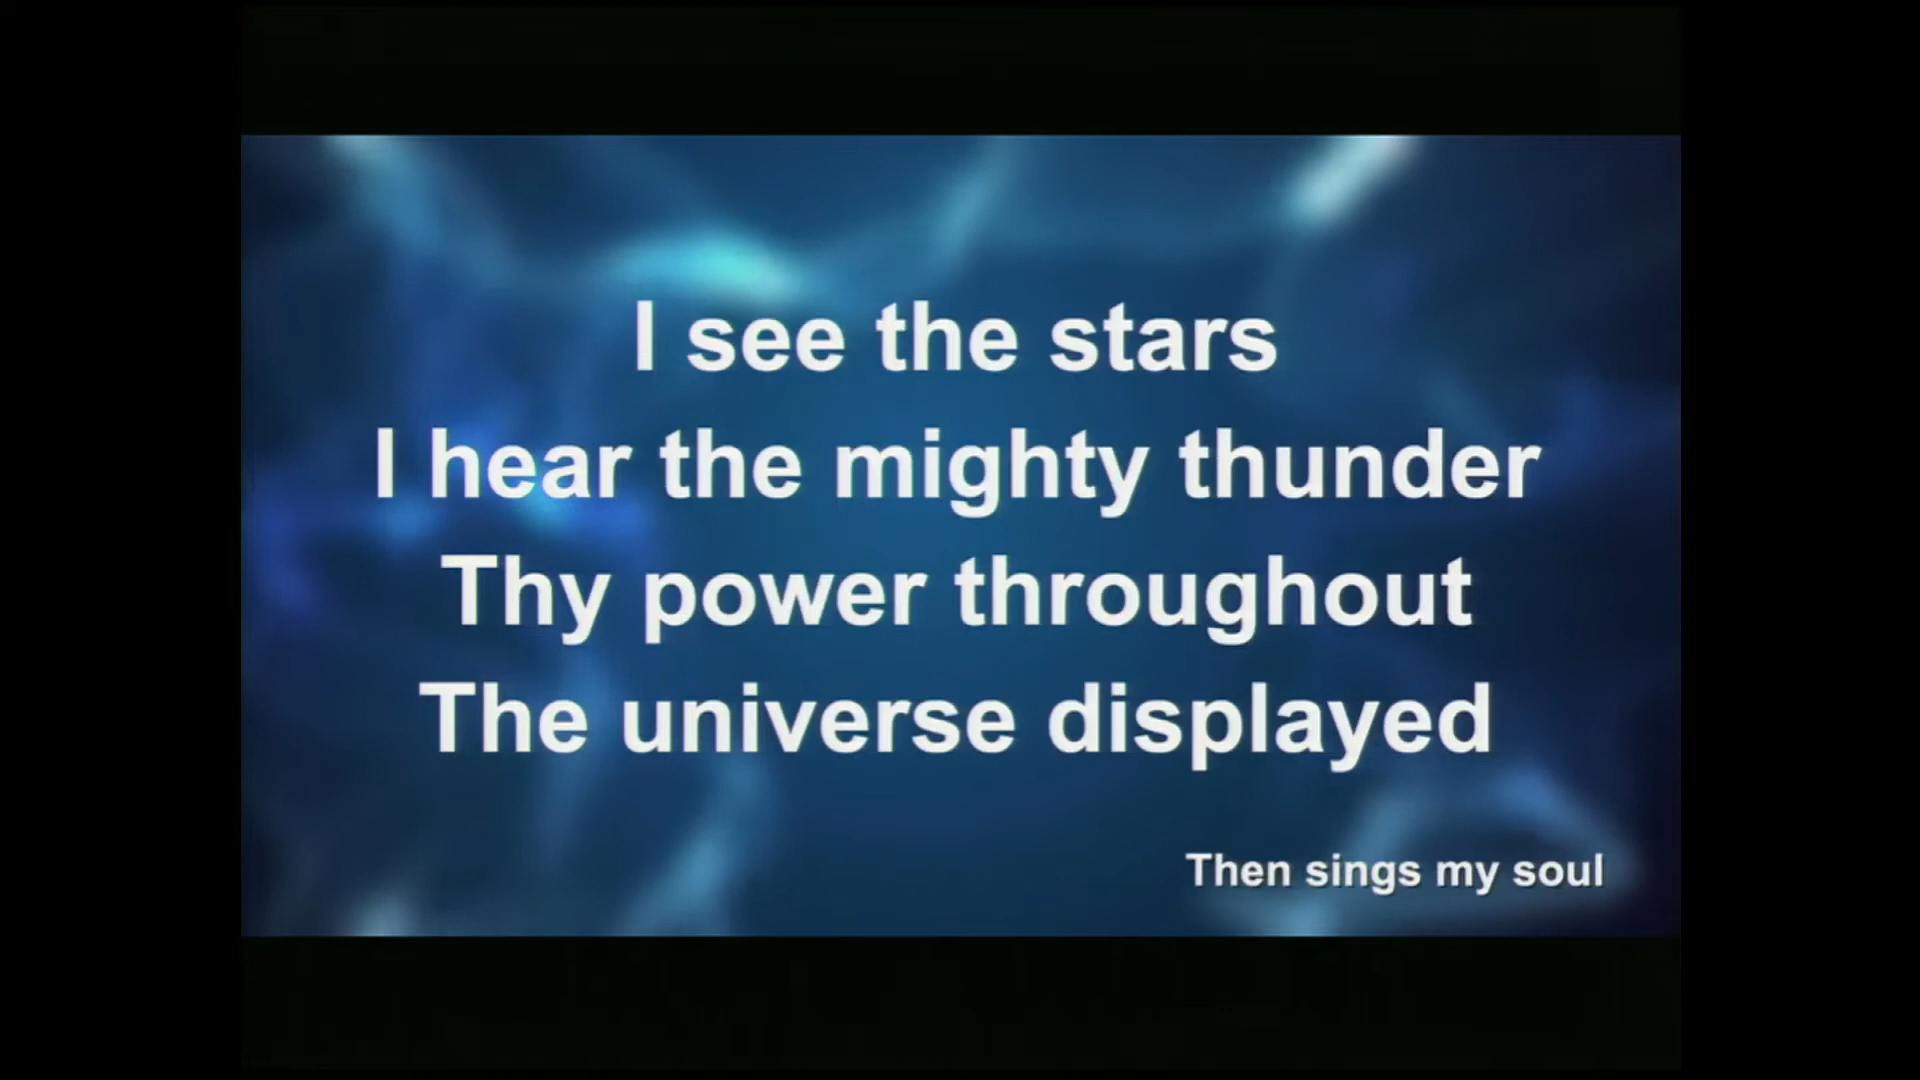 I see the stars
I hear the mighty thunder
Thy power throughout
The universe displayed
Then sings my soul